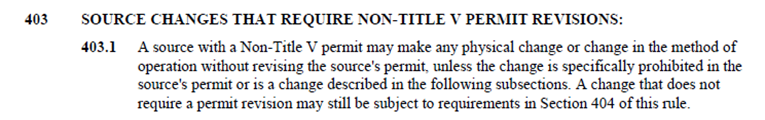 403 SOURCE CHANGES THAT REQUIRE NON-TITLE V PERMIT REVISIONS:
403.1 A source with a Non-Title V permit may make any physical change or change in the method of
operation without revising the source's permit, unless the change is specifically prohibited in the
source's permit or is a change described in the following subsections. A change that does not
require a permit revision may still be subject to requirements in Section 404 of this rule.